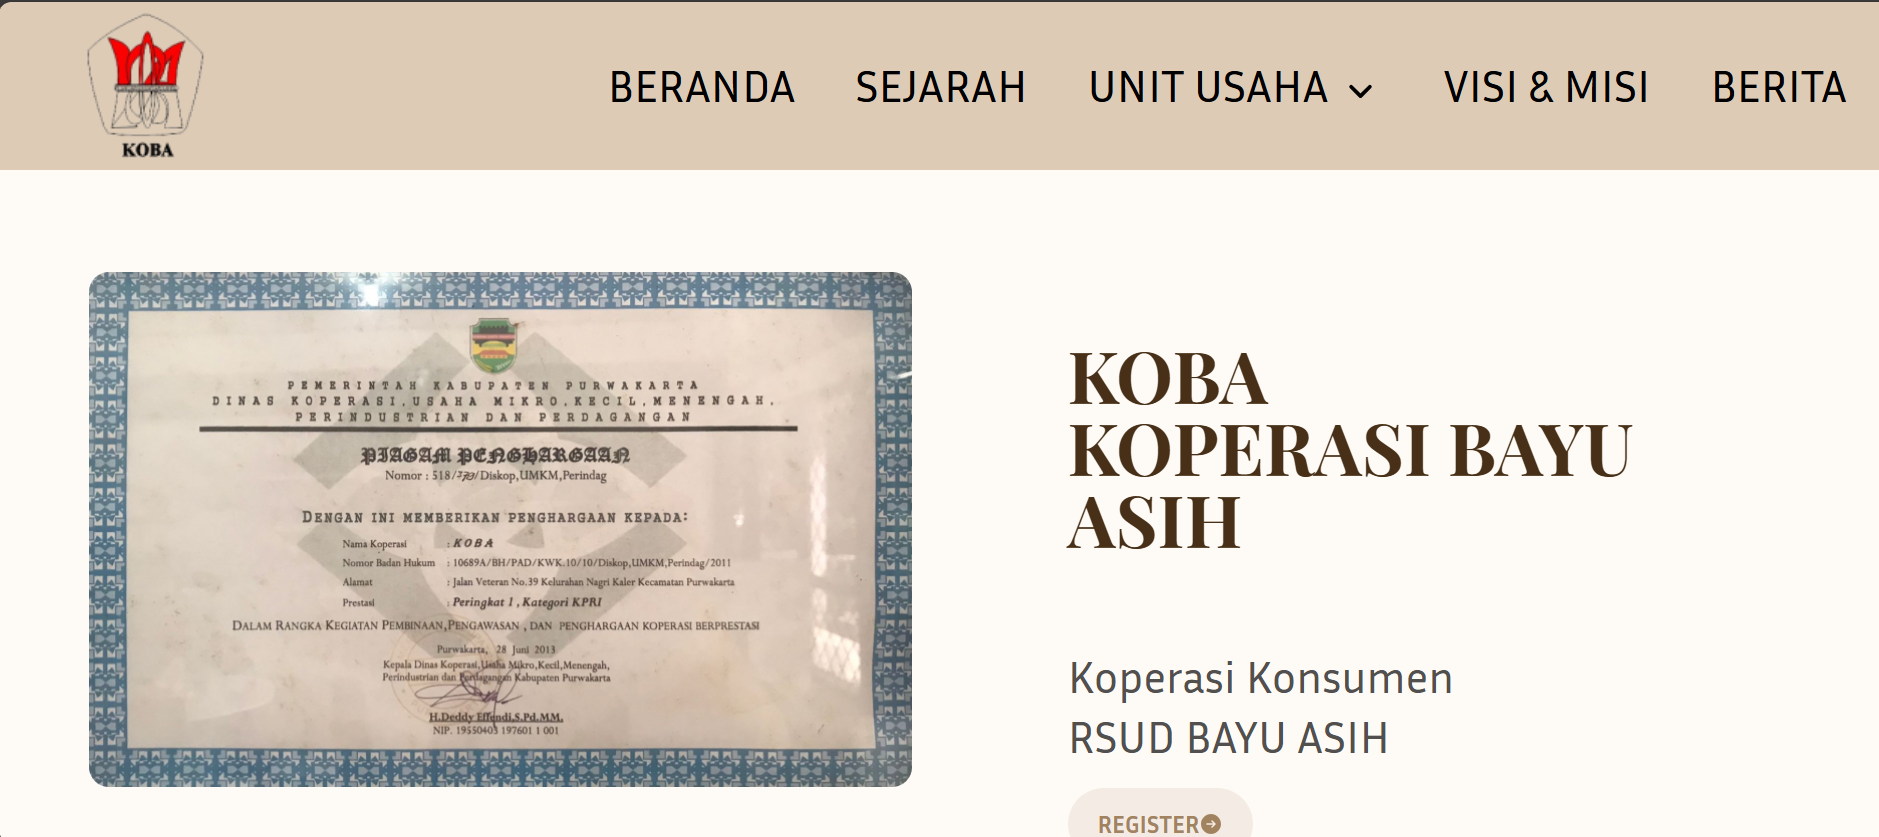 KOBA
BERANDA
SEJARAH
UNIT USAHA
VISI & MISI
BERITA
PEMERINTAH KABUPATEN PURWAKARTA
DINAS KOPERASI,USAHA MIKRO,KECIL,MENENGAH,
PERINDUSTRIAN DAN PERDAGANGAN
PIAGAM PENGHARGAAN
Nomor : 518/ /Diskop,UMKM,Perindag
DENGAN INI MEMBERIKAN PENGHARGAAN KEPADA:
Nama Koperasi : KOBA
Nomor Badan Hukum : 10689A/BH/PAD/KWK.10/10/Diskop,UMKM,Perindag/2011
Alamat : Jalan Veteran No.39 Kelurahan Nagri Kaler Kecamatan Purwakarta
Prestasi : Peringkat 1 , Kategori KPRI
DALAM RANGKA KEGIATAN PEMBINAAN,PENGAWASAN , DAN PENGHARGAAN KOPERASI BERPRESTASI
Purwakarta, 28 Juni 2013
Kepala Dinas Koperasi,Usaha Mikro,Kecil,Menengah,
Perindustrian dan Perdagangan Kabupaten Purwakarta
H.Deddy Effendi,S.Pd.MM.
NIP. 19550403 197601 1 001
KOBA
KOPERASI BAYU
ASIH
Koperasi Konsumen
RSUD BAYU ASIH
REGISTER